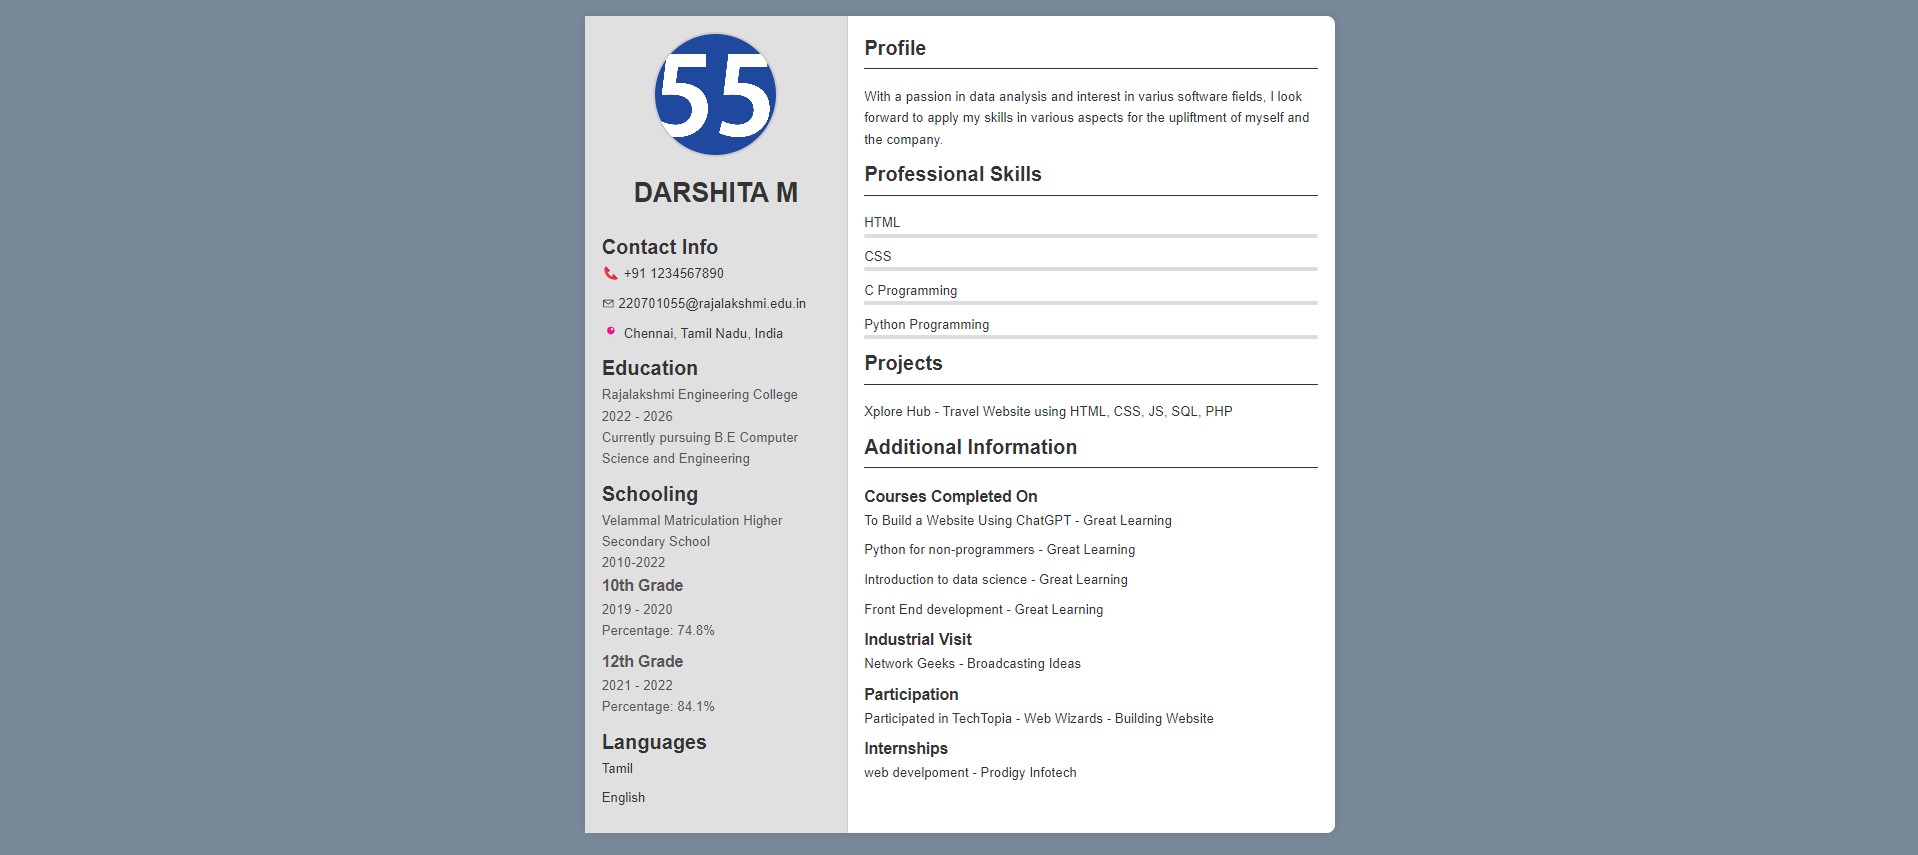 55
DARSHITA M
Contact Info
+91 1234567890
220701055@rajalakshmi.edu.in
Chennai, Tamil Nadu, India
Education
Rajalakshmi Engineering College
2022 - 2026
Currently pursuing B.E Computer
Science and Engineering
Schooling
Velammal Matriculation Higher
Secondary School
2010-2022
10th Grade
2019 - 2020
Percentage: 74.8%
12th Grade
2021 - 2022
Percentage: 84.1%
Languages
Tamil
English
Profile
With a passion in data analysis and interest in varius software fields, I look
forward to apply my skills in various aspects for the upliftment of myself and
the company.
Professional Skills
HTML
CSS
C Programming
Python Programming
Projects
Xplore Hub - Travel Website using HTML, CSS, JS, SQL, PHP
Additional Information
Courses Completed On
To Build a Website Using ChatGPT - Great Learning
Python for non-programmers - Great Learning
Introduction to data science - Great Learning
Front End development - Great Learning
Industrial Visit
Network Geeks - Broadcasting Ideas
Participation
Participated in TechTopia - Web Wizards - Building Website
Internships
web develpoment - Prodigy Infotech